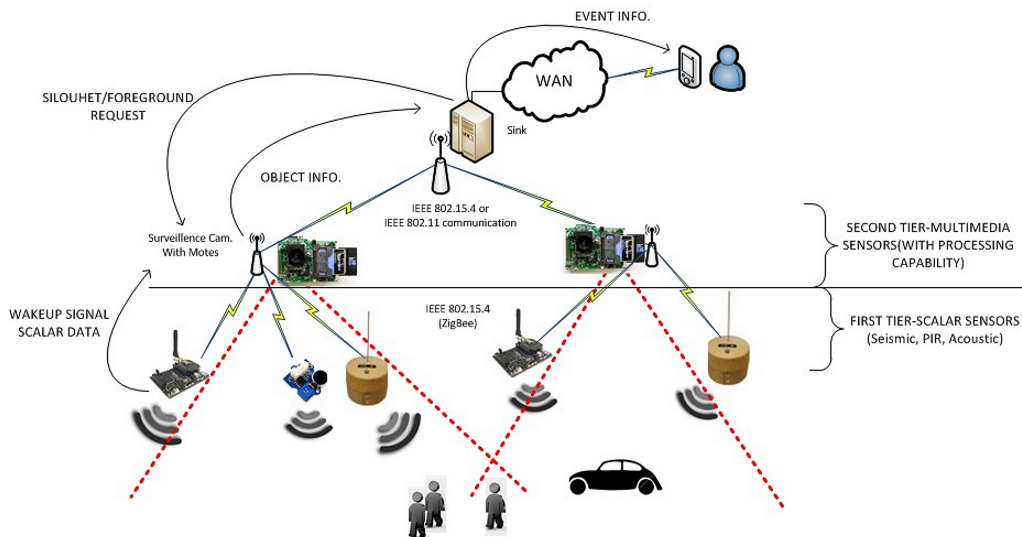 EVENT INFO.
WAN
SILOUHET/FOREGROUND
REQUEST
Sink
OBJECT INFO.
IEEE 802.15.4 or
IEEE 802.11 communication
Surveillence Cam.
With Motes
SECOND TIER-MULTIMEDIA
SENSORS(WITH PROCESSING
CAPABILITY)
WAKEUP SIGNAL
SCALAR DATA
IEEE 802.15.4
(ZigBee)
FIRST TIER-SCALAR SENSORS
(Seismic, PIR, Acoustic)